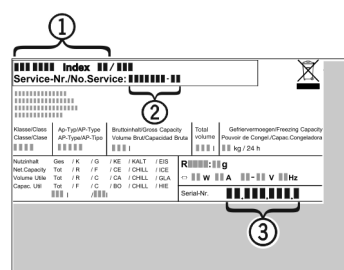 1
Index /
Service-Nr./No.Service: -
2
Klasse/Class Ap-Typ/AP-Type Bruttoinhalt/Gross Capacity Total Gefriervermoegen/Freezing Capacity
Classe/Clase AP-Type/AP-Tipo Volume Brut/Capacidad Bruta volume Pouvoir de Congel./Capac.Congeladora
l l kg / 24 h
Nutzinhalt Ges / K / G / KE / KALT / EIS
Net.Capacity Tot / R / F / CE / CHILL / ICE
Volume Utile Tot / R / C / CA / CHILL / GLA
Capac. Util Tot / F / C / BO / CHILL / HIE
l / l
R : g
W A - V Hz
Serial-Nr. . . .
3